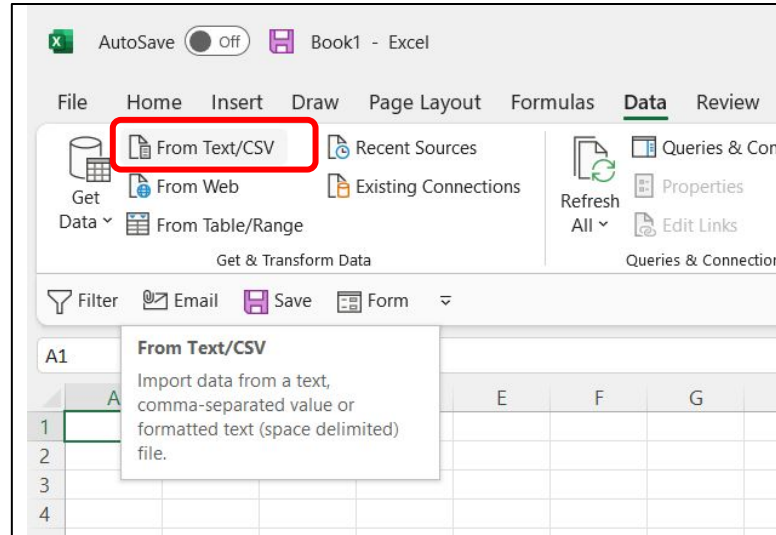 AutoSave Off Book1 - Excel
File Home Insert Draw Page Layout Formulas Data Review
From Text/CSV Recent Sources Queries &
From Web Existing Connections Properties
Get Data From Table/Range Refresh All Edit Links
Get & Transform Data Queries &
Filter Email Save Form
A1
From Text/CSV
Import data from a text,
comma-separated value or
formatted text (space delimited)
file.
A E F G
1
2
3
4